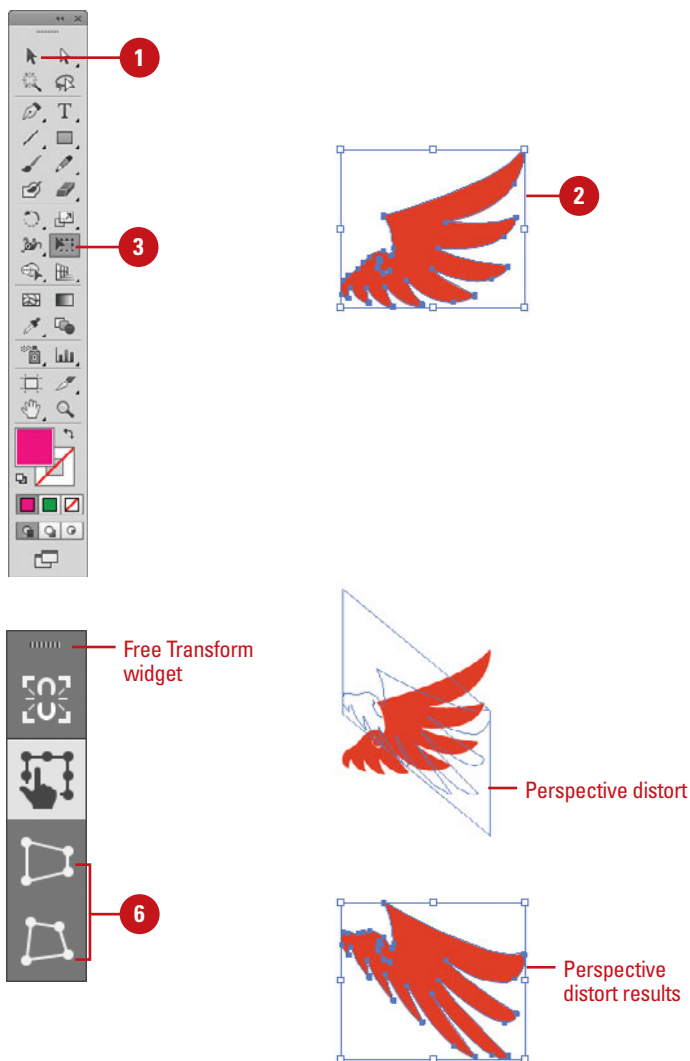 1
2
3
T
Free Transform
widget
Perspective distort
6
Perspective
distort results